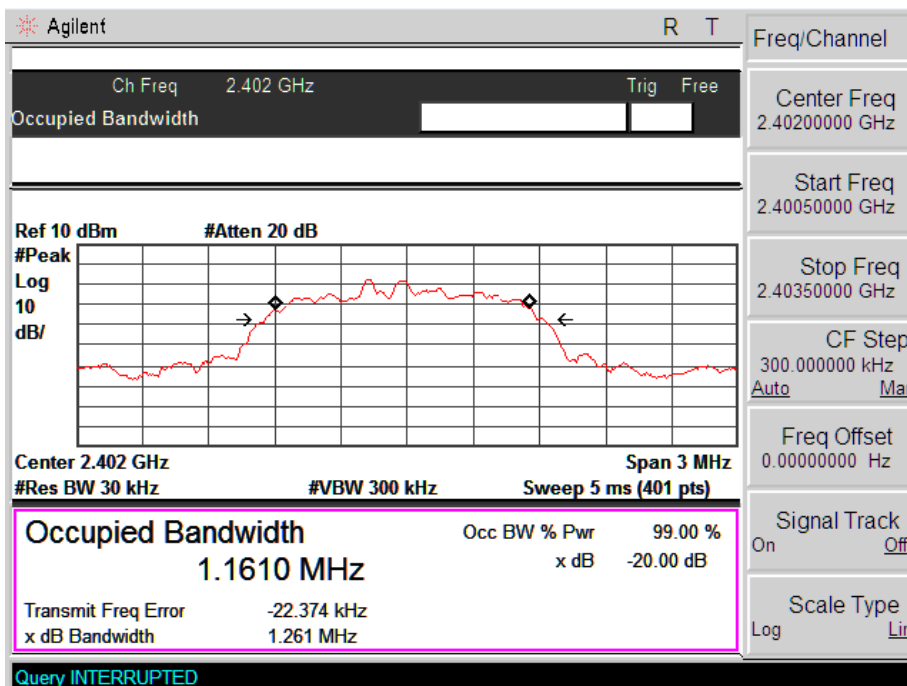 Agilent R T
Freq/Channel
Ch Freq 2.402 GHz Trig Free
Occupied Bandwidth
Center Freq
2.40200000 GHz
Start Freq
2.40050000 GHz
Stop Freq
2.40350000 GHz
CF Step
300.000000 kHz
Auto Ma
Freq Offset
0.00000000 Hz
Signal Track
On Off
Scale Type
Log Lin
Ref 10 dBm #Atten 20 dB
#Peak
Log
10
dB/
Center 2.402 GHz Span 3 MHz
#Res BW 30 kHz #VBW 300 kHz Sweep 5 ms (401 pts)
Occupied Bandwidth Occ BW % Pwr 99.00 %
1.1610 MHz x dB -20.00 dB
Transmit Freq Error -22.374 kHz
x dB Bandwidth 1.261 MHz
Query INTERRUPTED